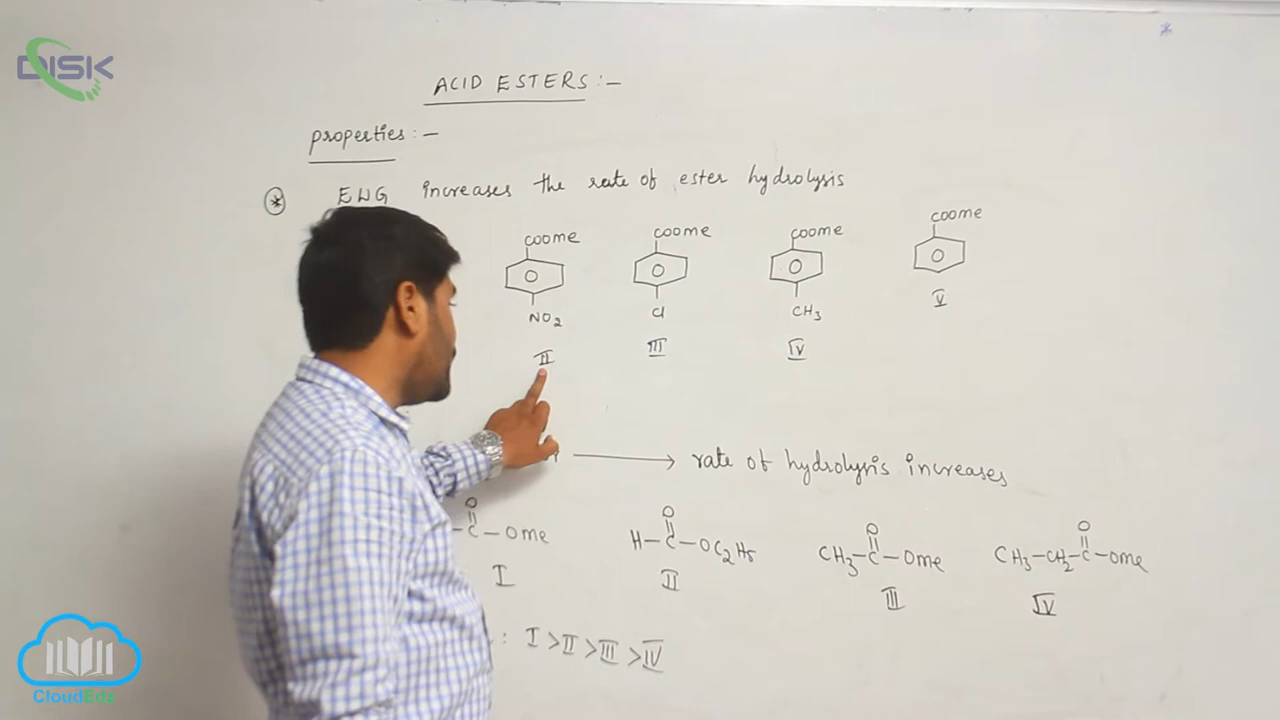 DISK
ACID ESTERS :-
properties :-
* EWG increases the rate of ester hydrolysis
COOMe COOMe COOMe COOMe
NO2 Cl CH3
II III IV V
⟶ rate of hydrolysis increases
O O O O
-C-OMe H-C-OC2H5 CH3-C-OMe CH3-CH2-C-OMe
I II III IV
: I > II > III > IV
CloudEdz